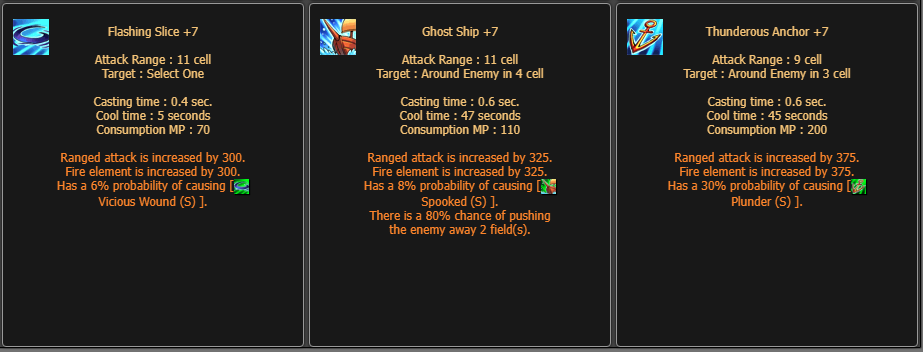 Flashing Slice +7
Attack Range : 11 cell
Target : Select One
Casting time : 0.4 sec.
Cool time : 5 seconds
Consumption MP : 70
Ranged attack is increased by 300.
Fire element is increased by 300.
Has a 6% probability of causing [
Vicious Wound (S) ].
Ghost Ship +7
Attack Range : 11 cell
Target : Around Enemy in 4 cell
Casting time : 0.6 sec.
Cool time : 47 seconds
Consumption MP : 110
Ranged attack is increased by 325.
Fire element is increased by 325.
Has a 8% probability of causing [
Spooked (S) ].
There is a 80% chance of pushing
the enemy away 2 field(s).
Thunderous Anchor +7
Attack Range : 9 cell
Target : Around Enemy in 3 cell
Casting time : 0.6 sec.
Cool time : 45 seconds
Consumption MP : 200
Ranged attack is increased by 375.
Fire element is increased by 375.
Has a 30% probability of causing [
Plunder (S) ].